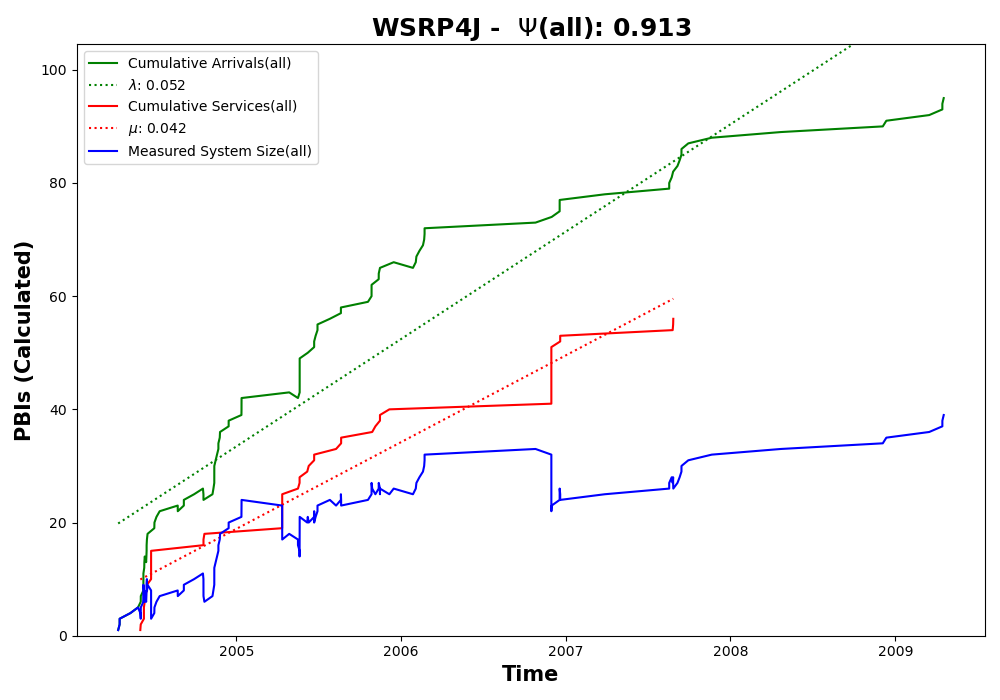 WSRP4J - Ψ(all): 0.913
Cumulative Arrivals(all)
λ: 0.052
Cumulative Services(all)
μ: 0.042
Measured System Size(all)
PBIs (Calculated)
100
80
60
40
20
0
2005 2006 2007 2008 2009
Time